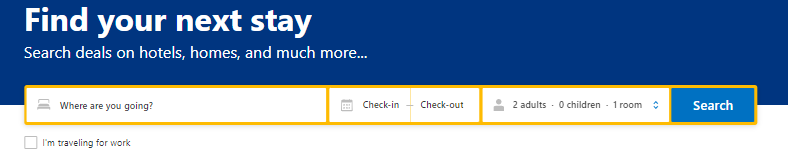 Find your next stay
Search deals on hotels, homes, and much more...
Where are you going? Check-in — Check-out 2 adults · 0 children · 1 room Search
I'm traveling for work